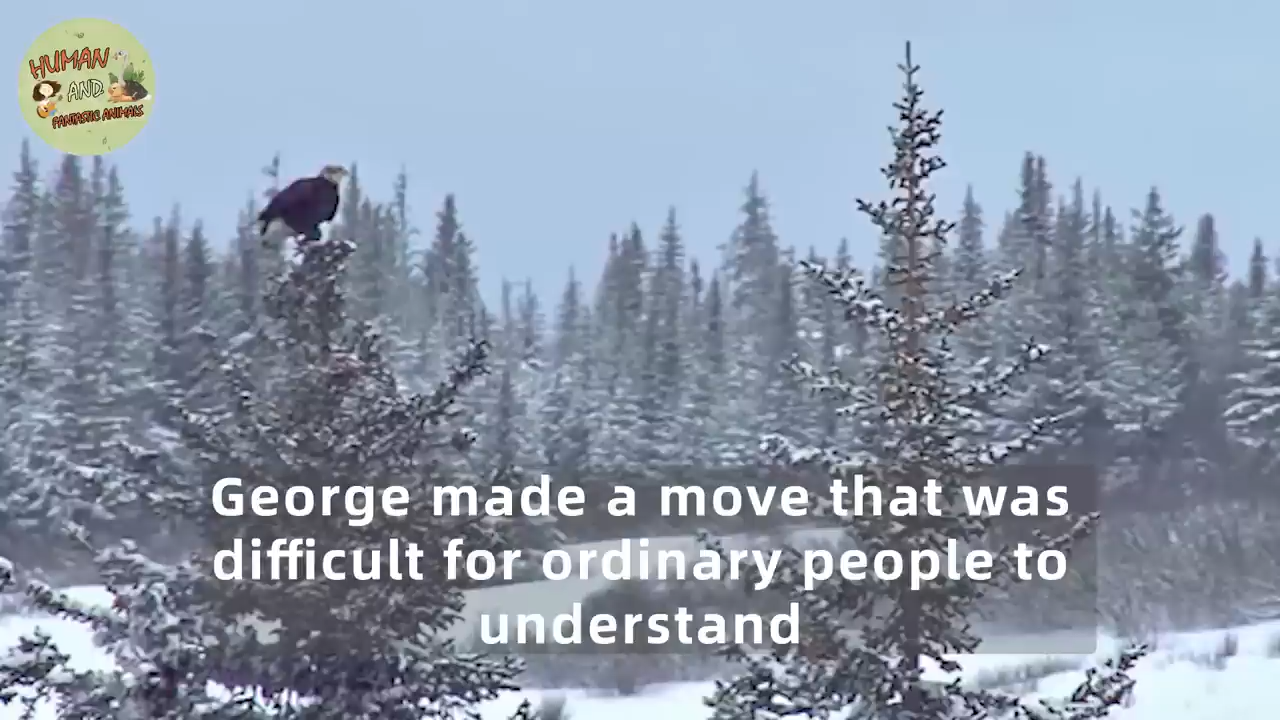 HUMAN
AND
FANTASTIC ANIMALS
George made a move that was
difficult for ordinary people to
understand